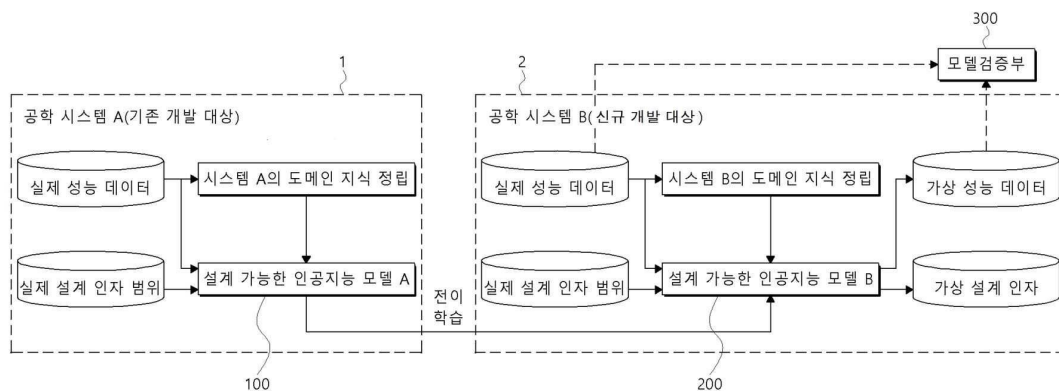 300
모델검증부
1
2
공학 시스템 A(기존 개발 대상)
실제 성능 데이터
시스템 A의 도메인 지식 정립
실제 설계 인자 범위
설계 가능한 인공지능 모델 A
100
전이
학습
공학 시스템 B(신규 개발 대상)
실제 성능 데이터
시스템 B의 도메인 지식 정립
가상 성능 데이터
실제 설계 인자 범위
설계 가능한 인공지능 모델 B
가상 설계 인자
200